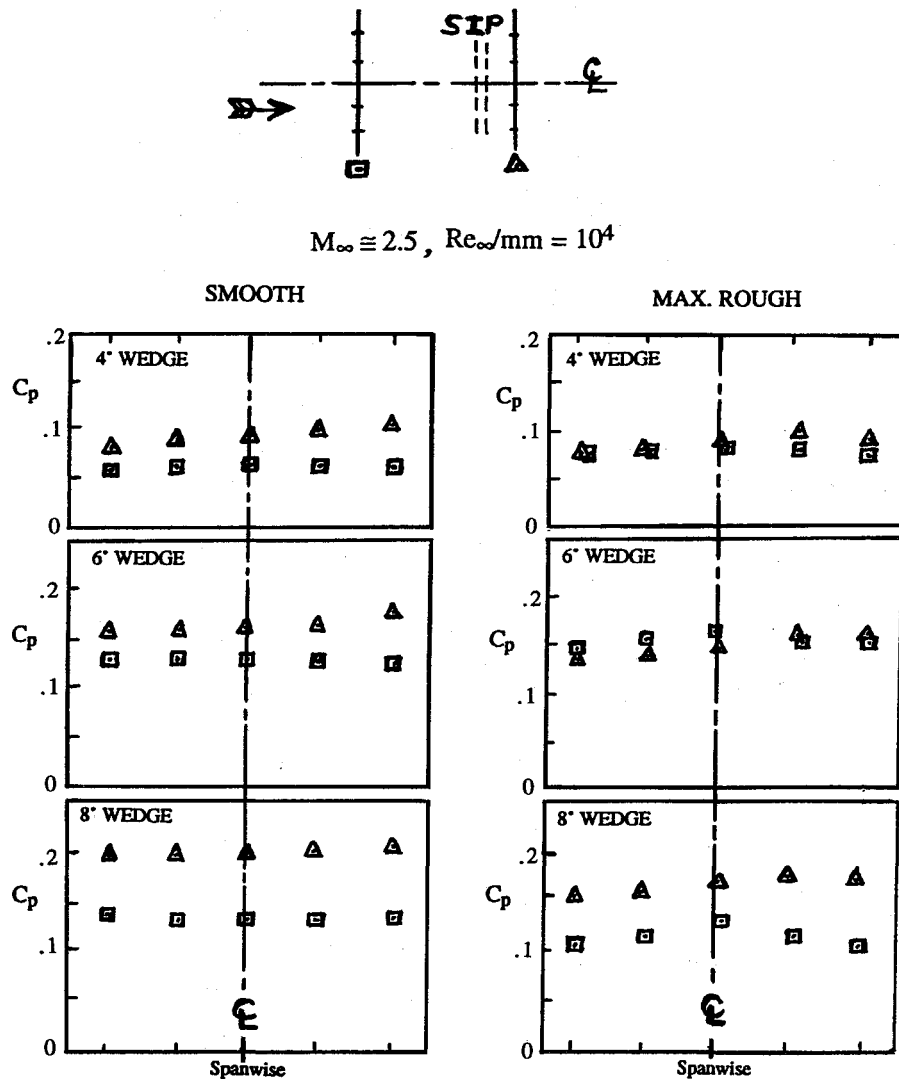 SIP
℄
M∞ ≅ 2.5 , Re∞/mm = 10⁴
SMOOTH
MAX. ROUGH
.2
4° WEDGE
Cp
.1
0
4° WEDGE
.2
Cp
.1
0
6° WEDGE
.2
Cp
.1
0
6° WEDGE
.2
Cp
.1
0
8° WEDGE
.2
Cp
.1
0
℄
Spanwise
8° WEDGE
.2
Cp
.1
0
℄
Spanwise